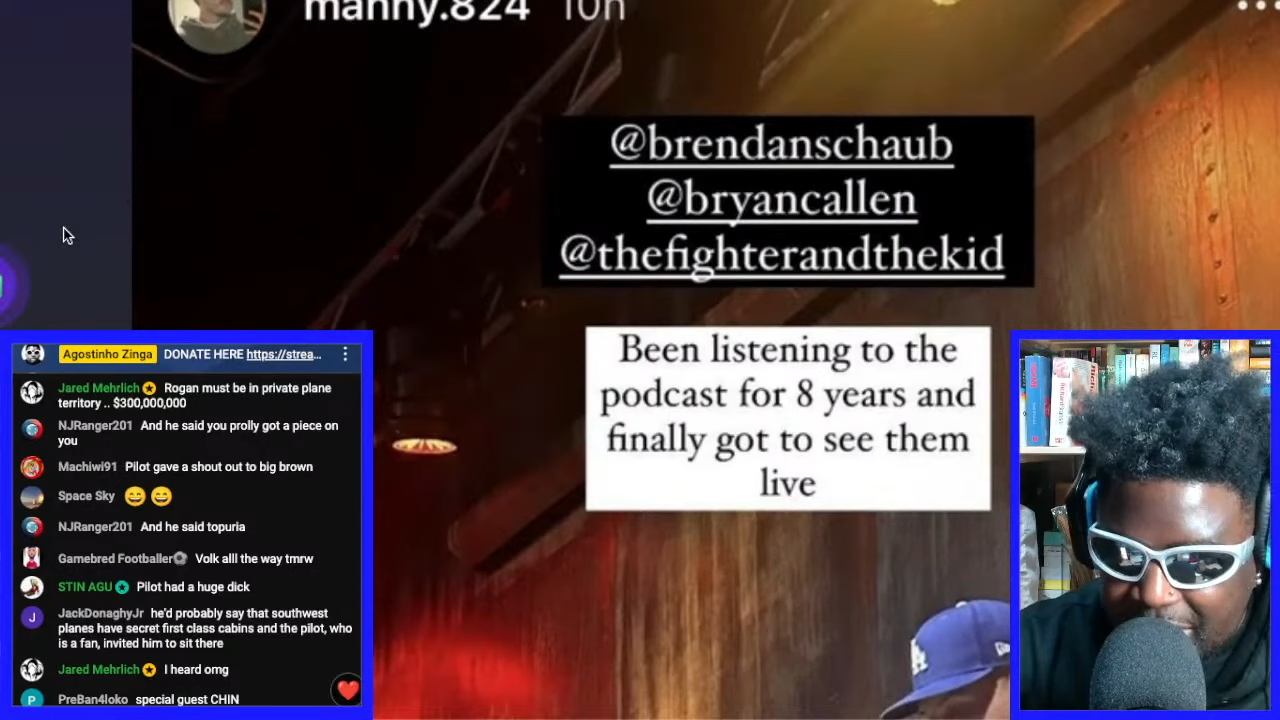 manny.824 10h
@brendanschaub
@bryancallen
@thefighterandthekid
Been listening to the
podcast for 8 years and
finally got to see them
live
Agostinho Zinga DONATE HERE https://strea...
Jared Mehrlich Rogan must be in private plane
territory .. $300,000,000
NJRanger201 And he said you prolly got a piece on
you
Machiwi91 Pilot gave a shout out to big brown
Space Sky 😄 😄
NJRanger201 And he said topuria
Gamebred Footballer⚽ Volk alll the way tmrw
STIN AGU Pilot had a huge dick
J JackDonaghyJr he'd probably say that southwest
planes have secret first class cabins and the pilot, who
is a fan, invited him to sit there
Jared Mehrlich I heard omg
P PreBan4loko special guest CHIN
LA